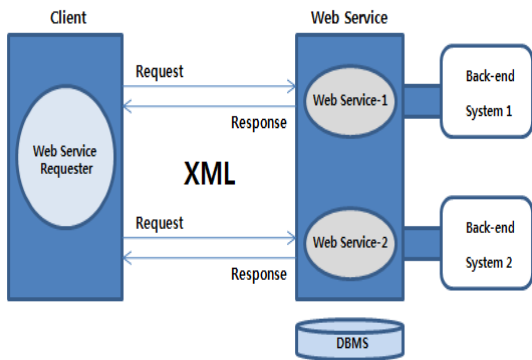 Client
Web Service
Request
Response
Web Service
Requester
XML
Web Service-1
Back-end
System 1
Request
Response
Web Service-2
Back-end
System 2
DBMS